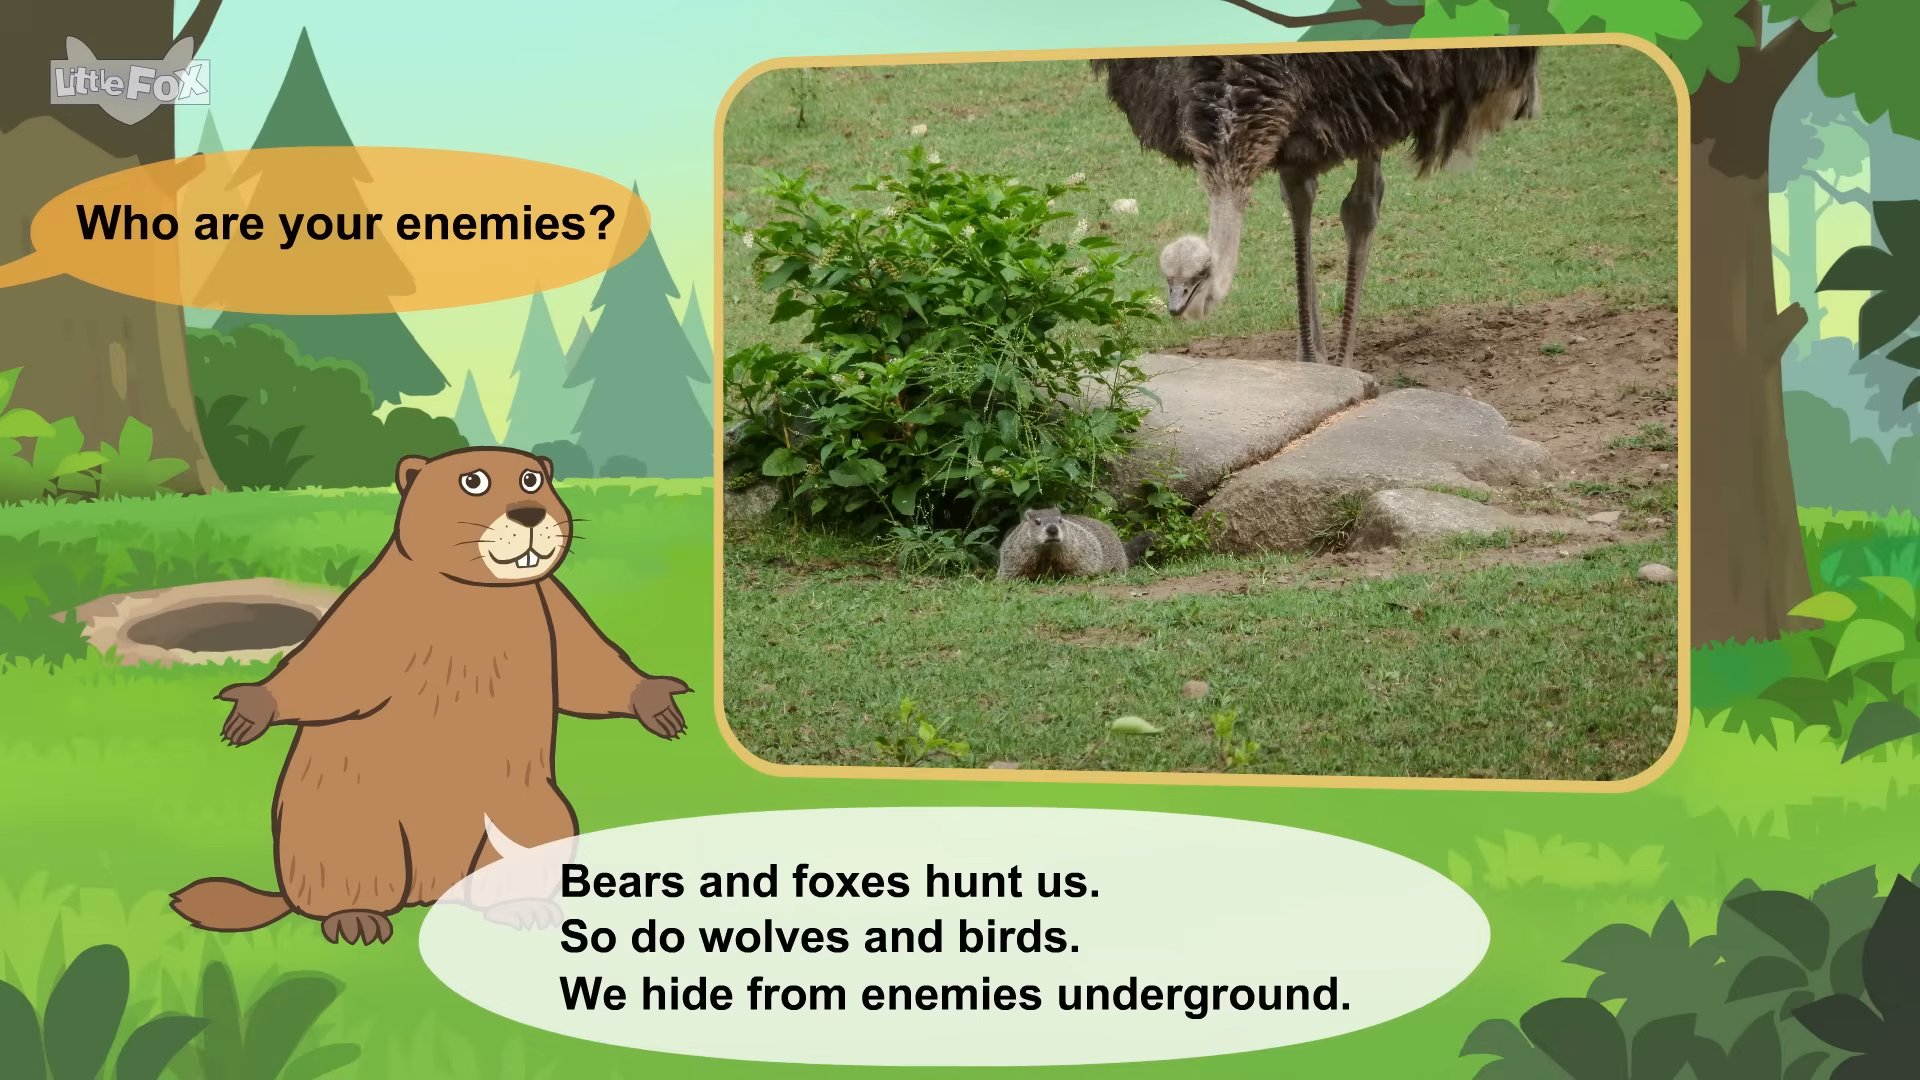 Little Fox
Who are your enemies?
Bears and foxes hunt us.
So do wolves and birds.
We hide from enemies underground.